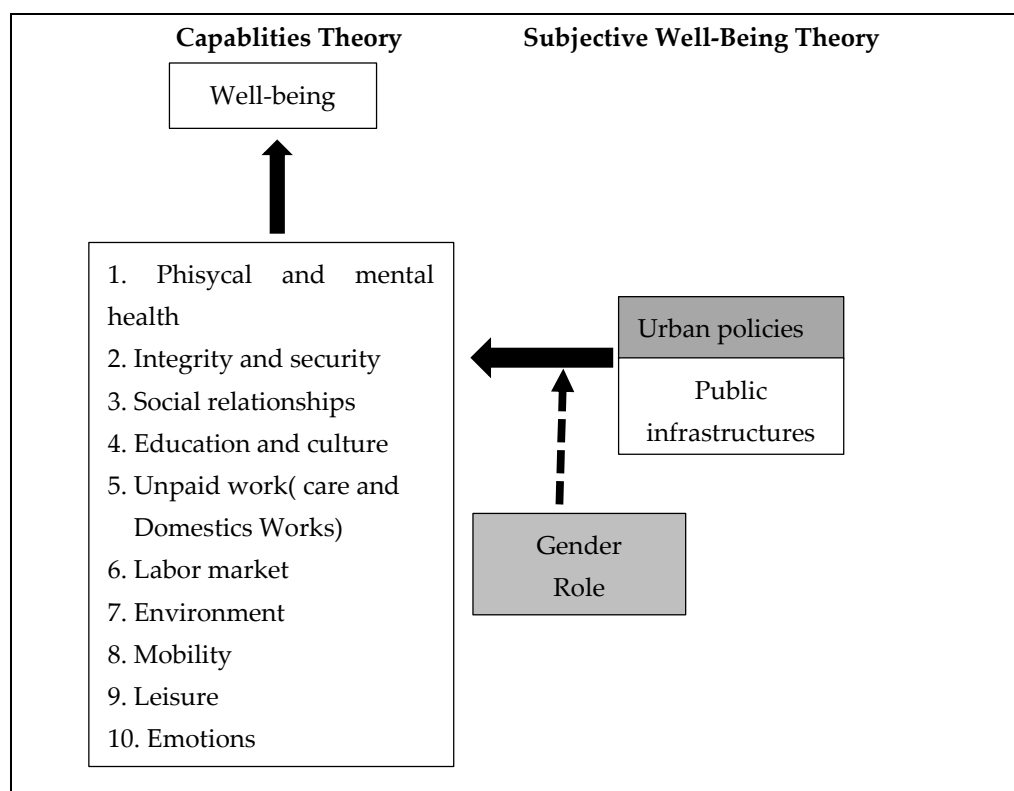 Capablities Theory
Subjective Well-Being Theory
Well-being
1. Phisycal and mental
health
2. Integrity and security
3. Social relationships
4. Education and culture
5. Unpaid work( care and
Domestics Works)
6. Labor market
7. Environment
8. Mobility
9. Leisure
10. Emotions
Urban policies
Public
infrastructures
Gender
Role